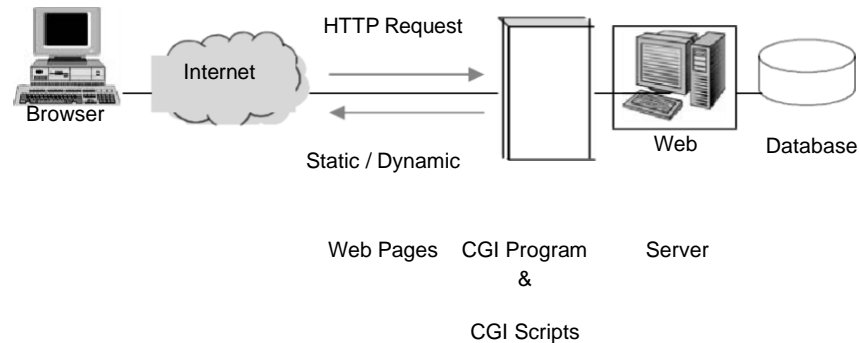 HTTP Request
Internet
Browser
Static / Dynamic
Web
Database
Web Pages
CGI Program
&
CGI Scripts
Server